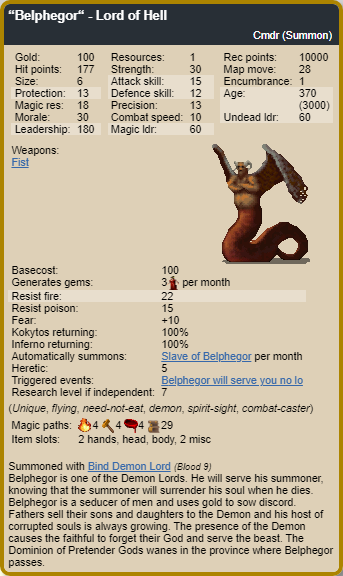 “Belphegor“ - Lord of Hell
Cmdr (Summon)
Gold: 100 Resources: 1 Rec points: 10000
Hit points: 177 Strength: 30 Map move: 28
Size: 6 Attack skill: 15 Encumbrance: 1
Protection: 13 Defence skill: 12 Age: 370
Magic res: 18 Precision: 13 (3000)
Morale: 30 Combat speed: 10 Undead ldr: 60
Leadership: 180 Magic ldr: 60
Weapons:
Fist
Basecost: 100
Generates gems: 3 per month
Resist fire: 22
Resist poison: 15
Fear: +10
Kokytos returning: 100%
Inferno returning: 100%
Automatically summons: Slave of Belphegor per month
Heretic: 5
Triggered events: Belphegor will serve you no lo
Research level if independent: 7
(Unique, flying, need-not-eat, demon, spirit-sight, combat-caster)
Magic paths: 4 4 4 29
Item slots: 2 hands, head, body, 2 misc
Summoned with Bind Demon Lord (Blood 9)
Belphegor is one of the Demon Lords. He will serve his summoner,
knowing that the summoner will surrender his soul when he dies.
Belphegor is a seducer of men and uses gold to sow discord.
Fathers sell their sons and daughters to the Demon and his host of
corrupted souls is always growing. The presence of the Demon
causes the faithful to forget their God and serve the beast. The
Dominion of Pretender Gods wanes in the province where Belphegor
passes.